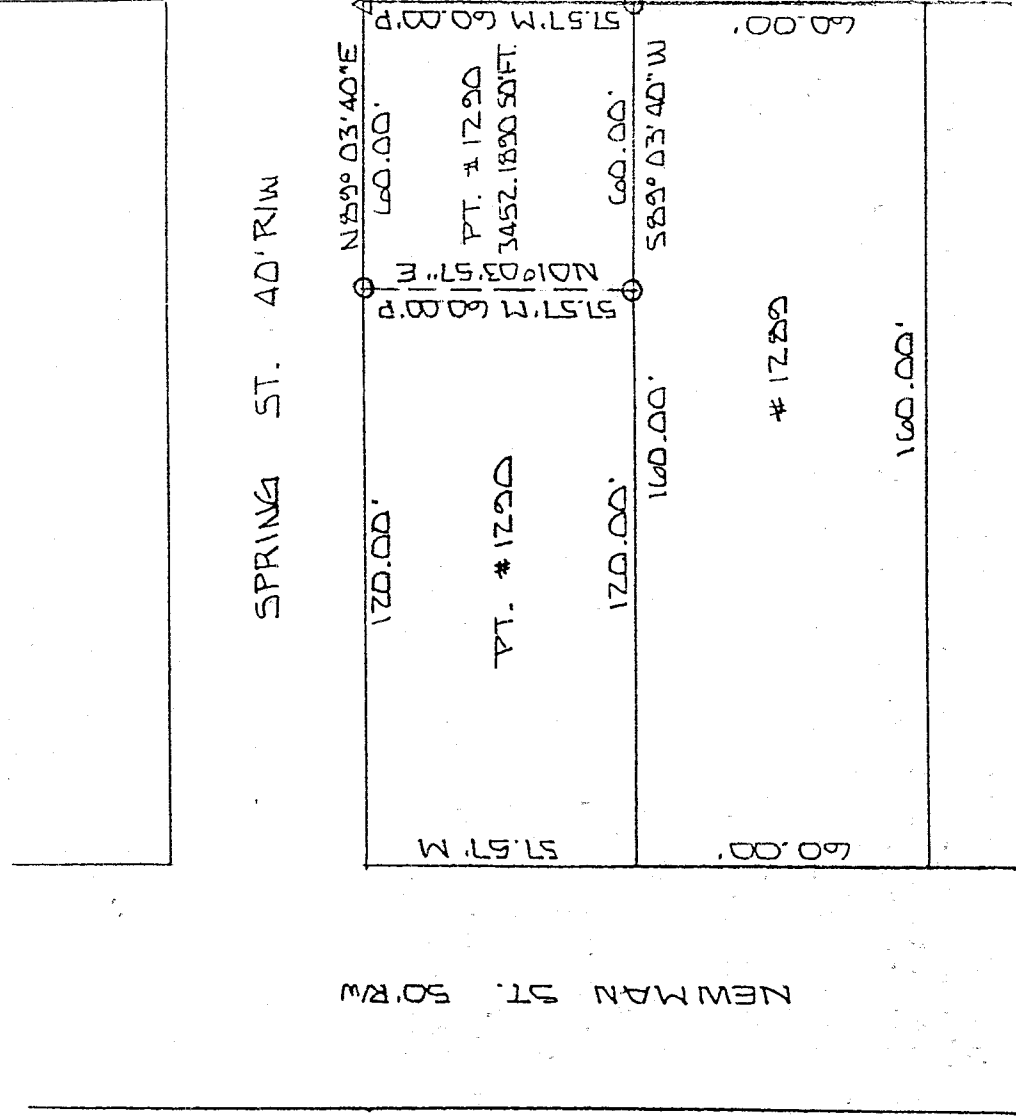 57.57'M 60.00'P
60.00'
N89° 03'40"E
60.00'
PT. # 1290
3452.1890 SQ'FT.
60.00'
S89° 03'40"W
N01°03'57"E
57.57'M 60.00'P
SPRING ST. 40' R/W
120.00'
PT. #1290
120.00'
160.00'
#1289
160.00'
57.57' M
60.00'
NEWMAN ST. 50'R/W